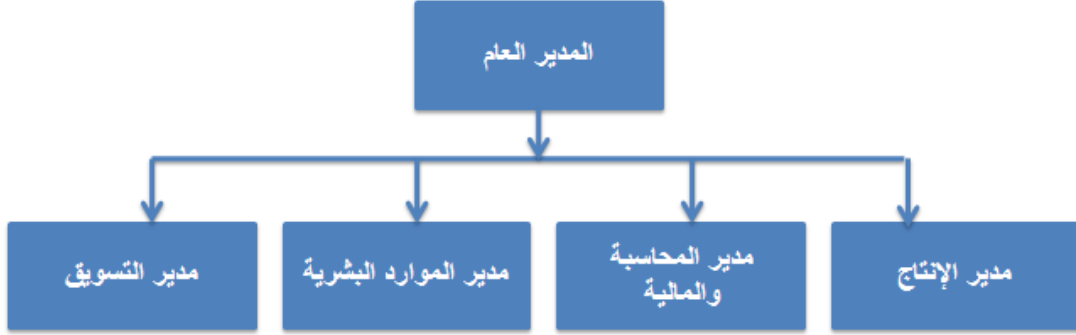 المدير العام
مدير الإنتاج
مدير المحاسبة
والمالية
مدير الموارد البشرية
مدير التسويق